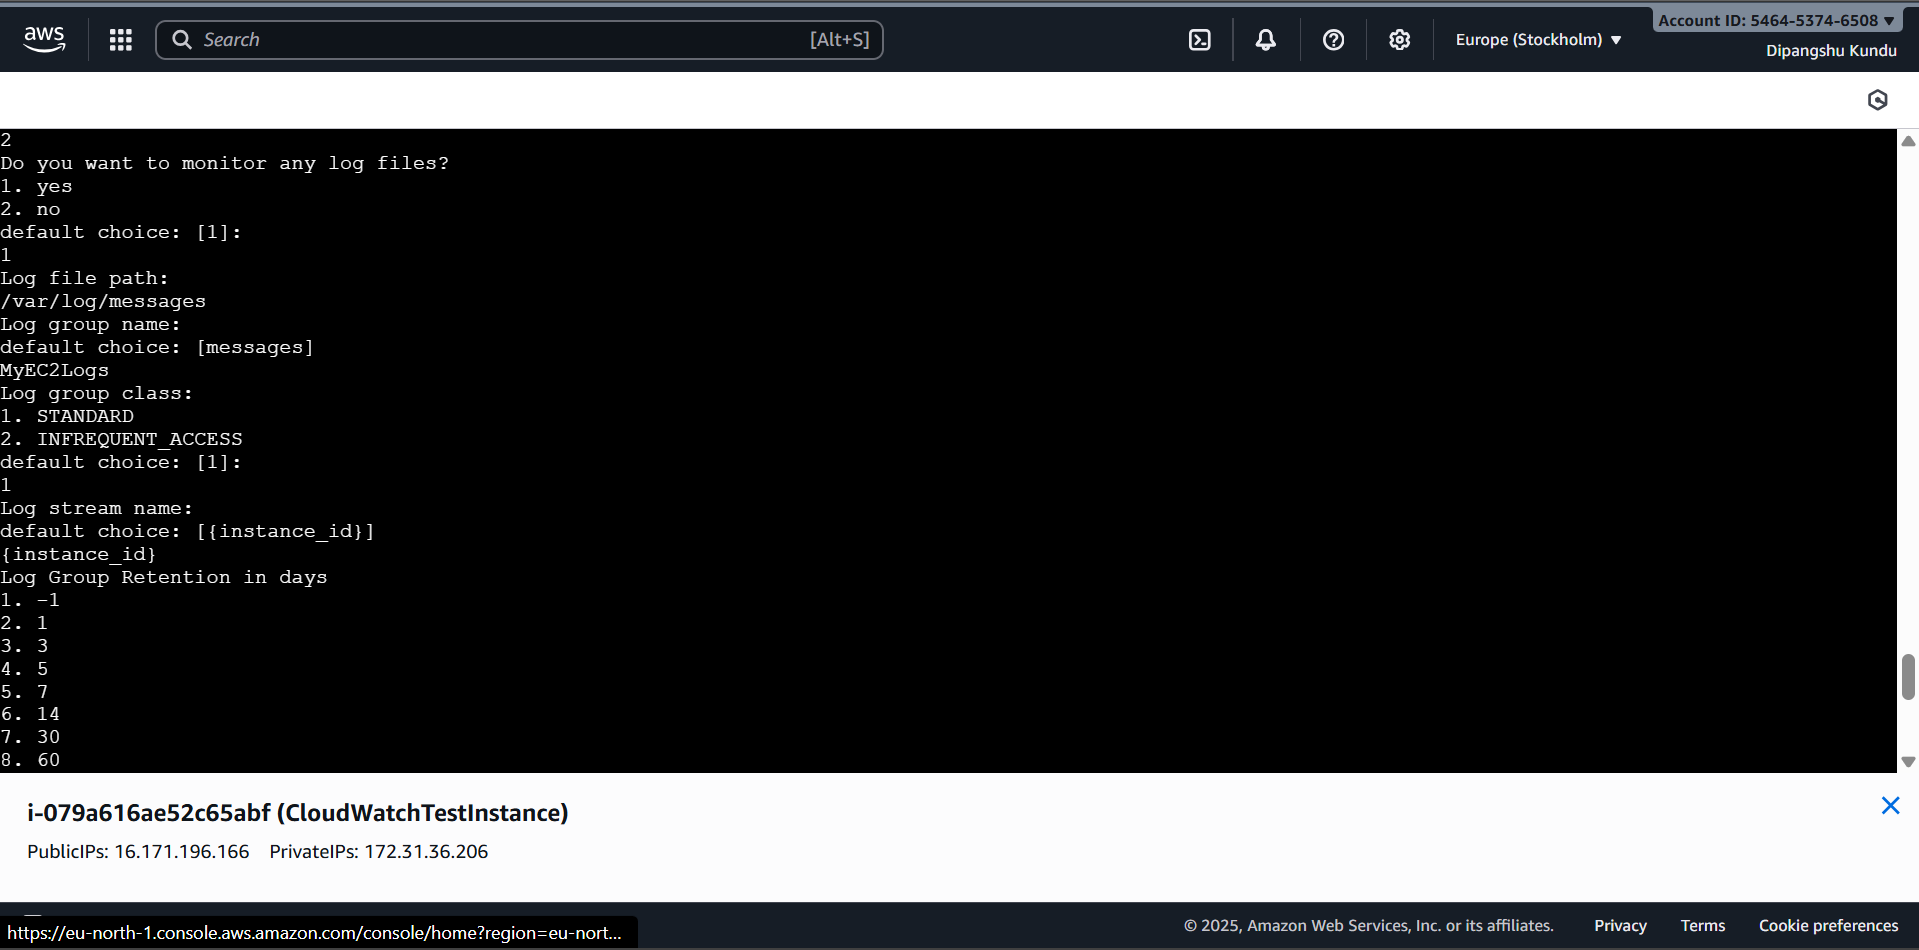 aws
Search
[Alt+S]
Europe (Stockholm)
Account ID: 5464-5374-6508
Dipangshu Kundu
2
Do you want to monitor any log files?
1. yes
2. no
default choice: [1]:
1
Log file path:
/var/log/messages
Log group name:
default choice: [messages]
MyEC2Logs
Log group class:
1. STANDARD
2. INFREQUENT_ACCESS
default choice: [1]:
1
Log stream name:
default choice: [{instance_id}]
{instance_id}
Log Group Retention in days
1. -1
2. 1
3. 3
4. 5
5. 7
6. 14
7. 30
8. 60
i-079a616ae52c65abf (CloudWatchTestInstance)
PublicIPs: 16.171.196.166 PrivateIPs: 172.31.36.206
https://eu-north-1.console.aws.amazon.com/console/home?region=eu-nort...
© 2025, Amazon Web Services, Inc. or its affiliates.
Privacy
Terms
Cookie preferences